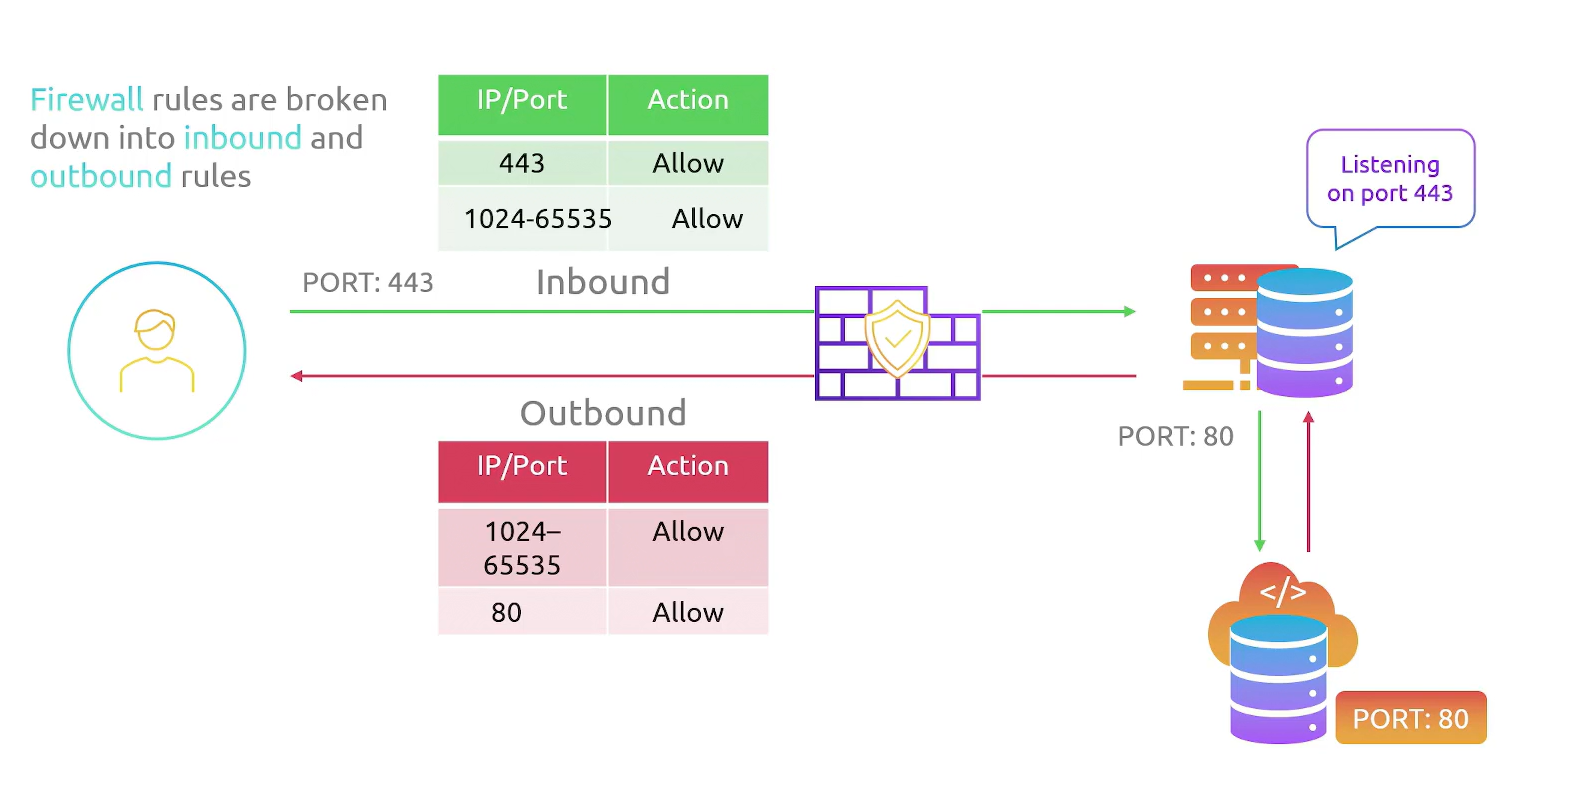 Firewall rules are broken
down into inbound and
outbound rules
IP/Port Action
443 Allow
1024-65535 Allow
Listening
on port 443
PORT: 443
Inbound
Outbound
PORT: 80
IP/Port Action
1024–
65535
Allow
80 Allow
</>
PORT: 80